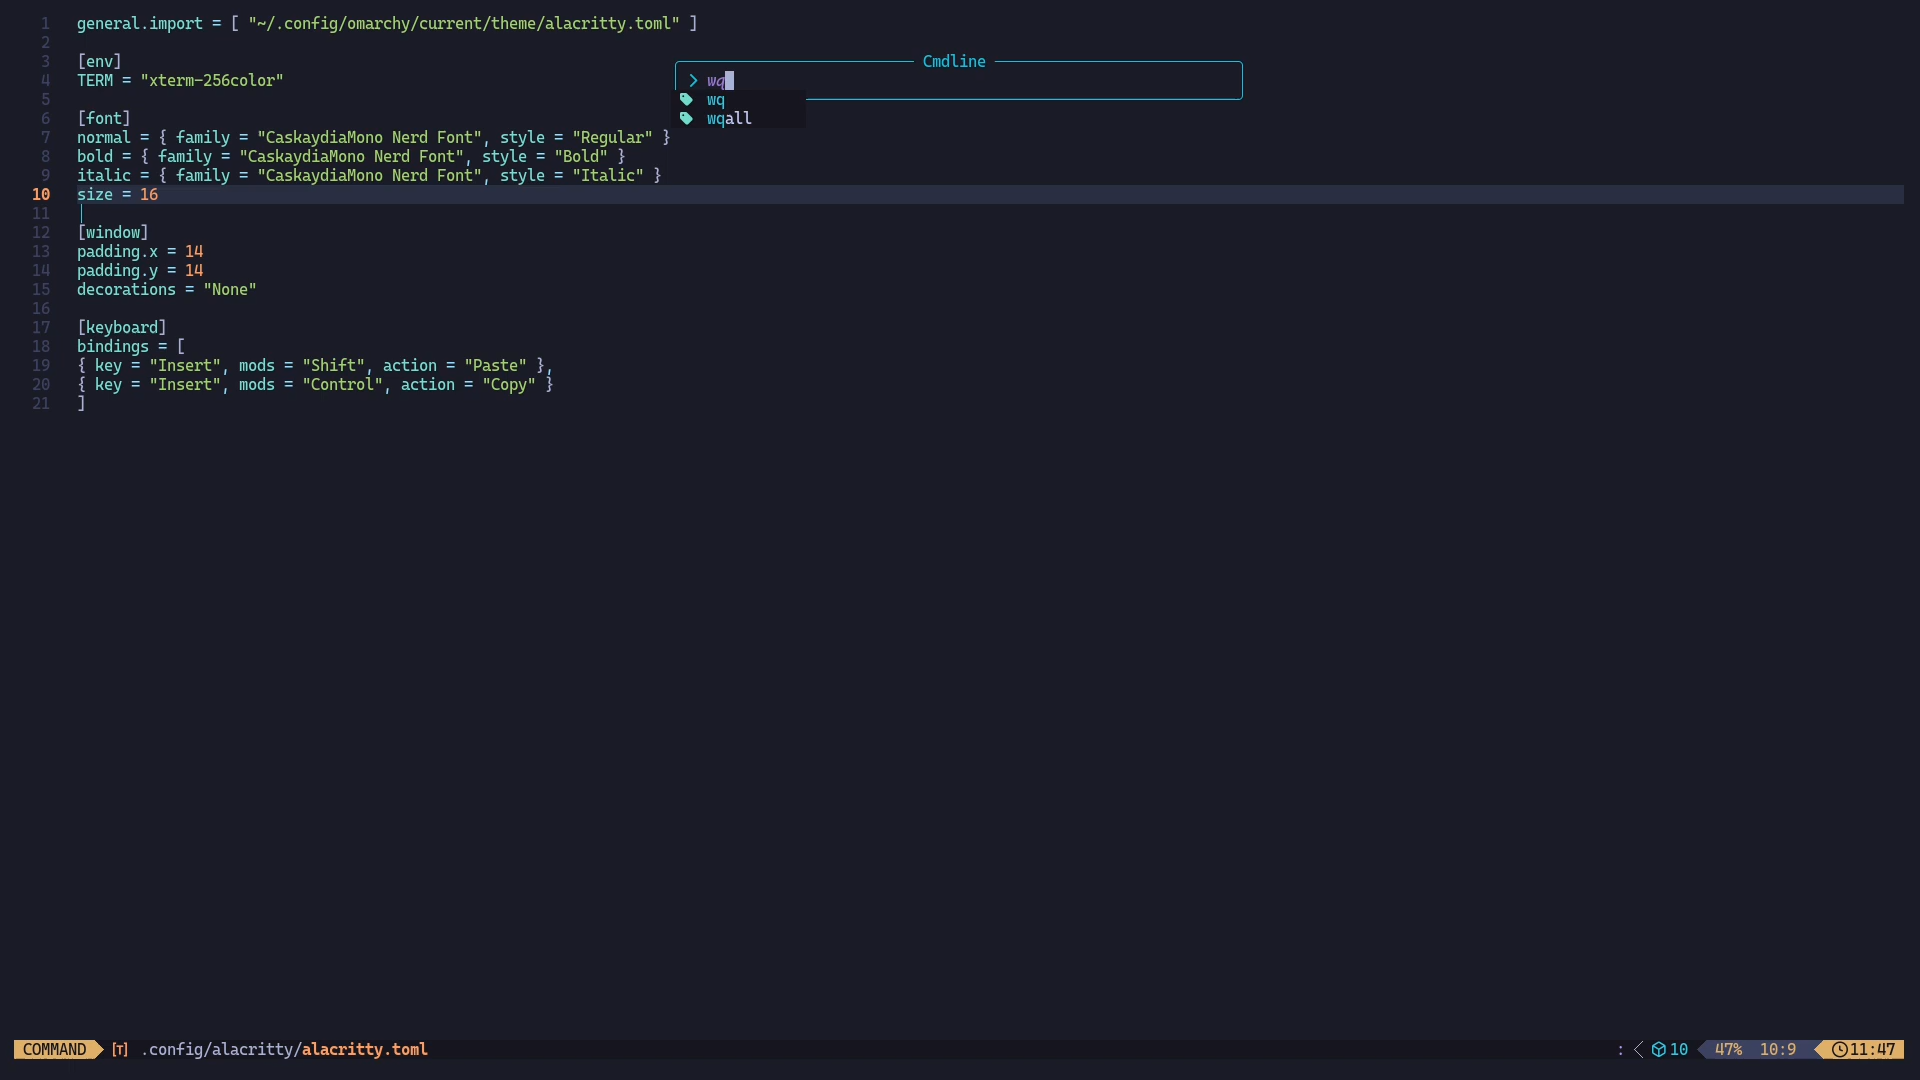 1 general.import = [ "~/.config/omarchy/current/theme/alacritty.toml" ]
2
3 [env]
Cmdline
4 TERM = "xterm-256color"
> wq
5
wq
6 [font]
wqall
7 normal = { family = "CaskaydiaMono Nerd Font", style = "Regular" }
8 bold = { family = "CaskaydiaMono Nerd Font", style = "Bold" }
9 italic = { family = "CaskaydiaMono Nerd Font", style = "Italic" }
10 size = 16
11
12 [window]
13 padding.x = 14
14 padding.y = 14
15 decorations = "None"
16
17 [keyboard]
18 bindings = [
19 { key = "Insert", mods = "Shift", action = "Paste" },
20 { key = "Insert", mods = "Control", action = "Copy" }
21 ]
COMMAND [T] .config/alacritty/alacritty.toml : 10 47% 10:9 11:47